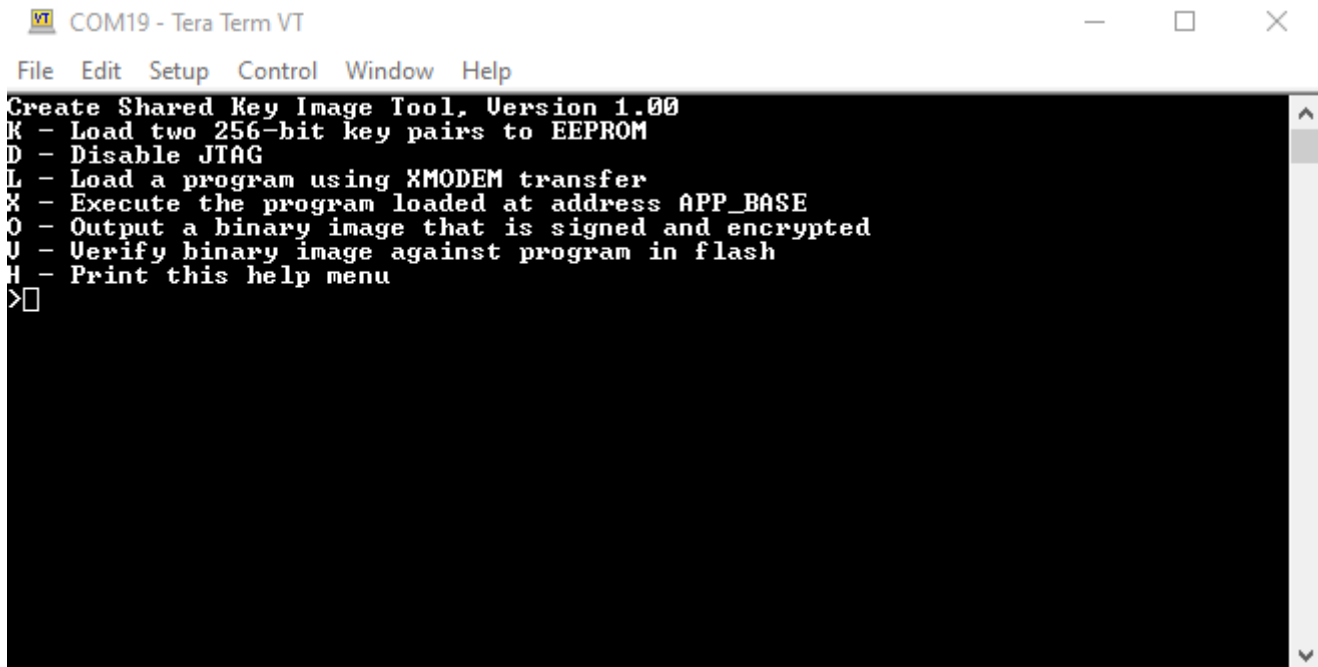 COM19 - Tera Term VT
File Edit Setup Control Window Help
Create Shared Key Image Tool, Version 1.00
K - Load two 256-bit key pairs to EEPROM
D - Disable JTAG
L - Load a program using XMODEM transfer
X - Execute the program loaded at address APP_BASE
O - Output a binary image that is signed and encrypted
V - Verify binary image against program in flash
H - Print this help menu
>